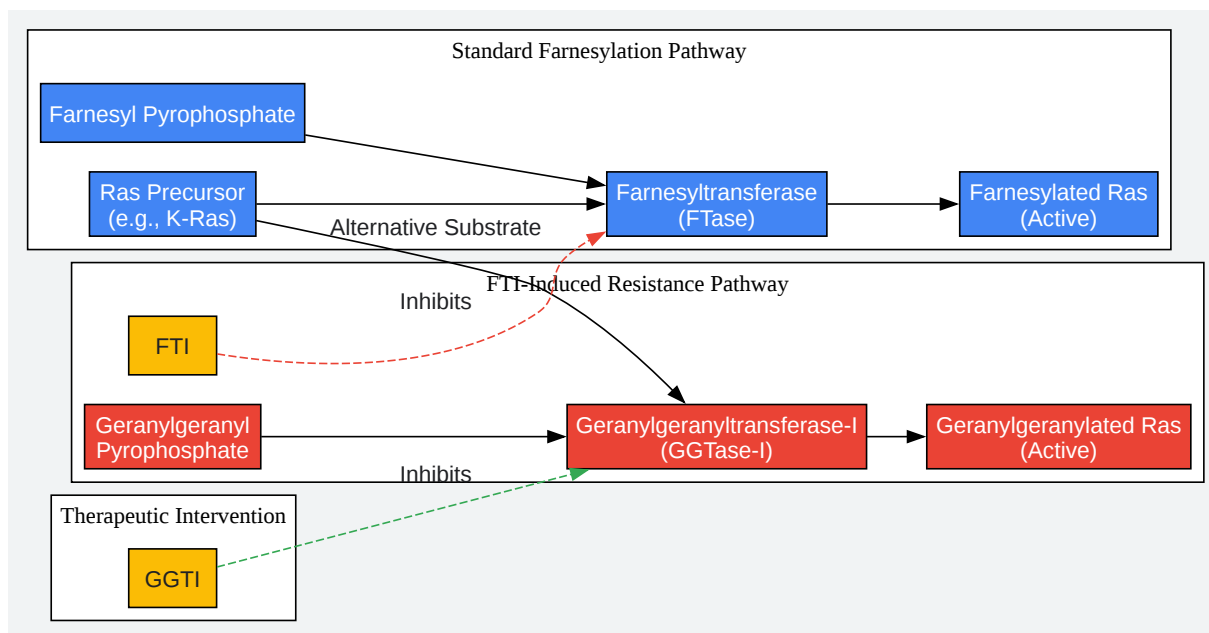 Standard Farnesylation Pathway
Farnesyl Pyrophosphate
Ras Precursor
(e.g., K-Ras)
Farnesyltransferase
(FTase)
Farnesylated Ras
(Active)
Alternative Substrate
FTI-Induced Resistance Pathway
Inhibits
FTI
Geranylgeranyl
Pyrophosphate
Geranylgeranyltransferase-I
(GGTase-I)
Geranylgeranylated Ras
(Active)
Inhibits
Therapeutic Intervention
GGTI